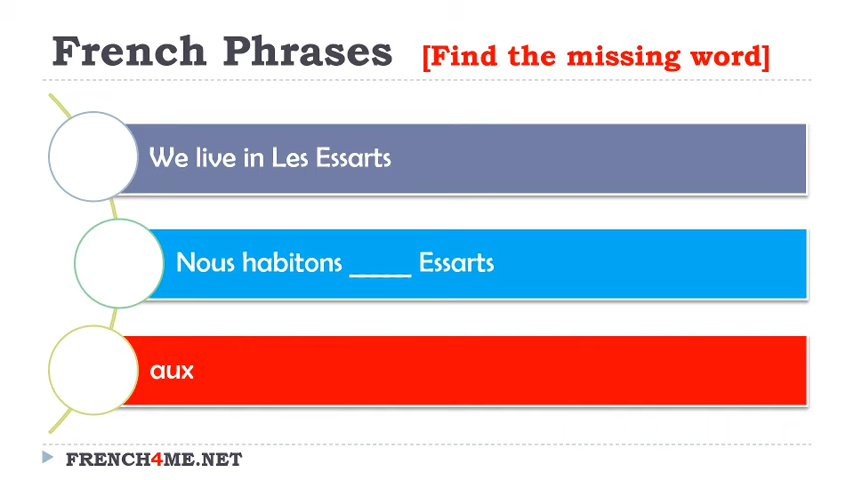 French Phrases [Find the missing word]
We live in Les Essarts
Nous habitons _____ Essarts
aux
FRENCH4ME.NET